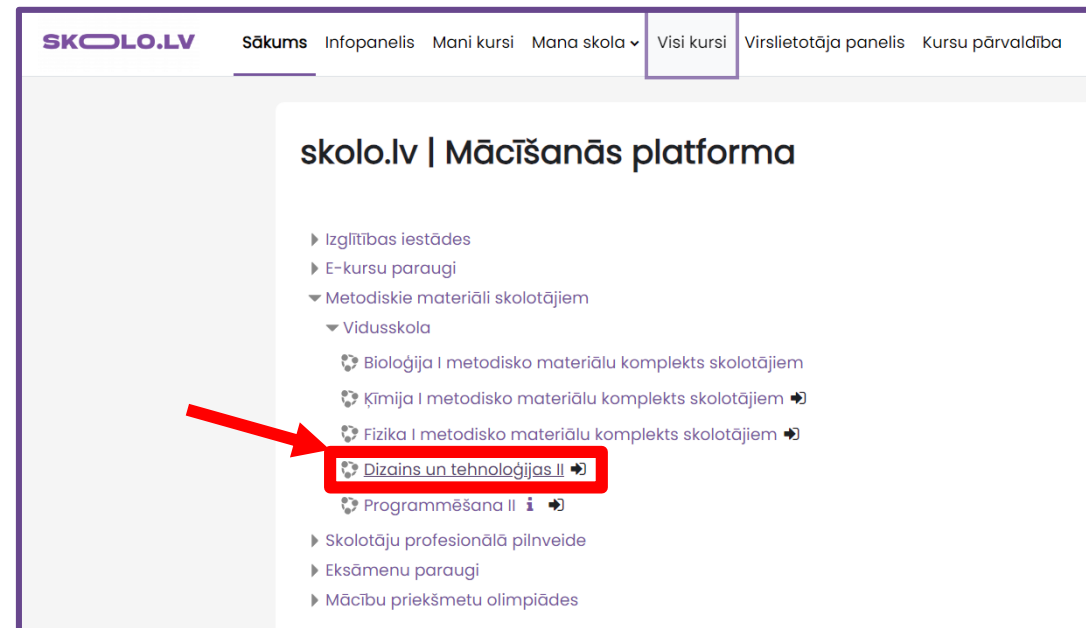 SKOLO.LV Sākums Infopanelis Mani kursi Mana skola Visi kursi Virslietotāja panelis Kursu pārvaldība
skolo.lv | Mācīšanās platforma
Izglītības iestādes
E-kursu paraugi
Metodiskie materiāli skolotājiem
Vidusskola
Bioloģija I metodisko materiālu komplekts skolotājiem
Ķīmija I metodisko materiālu komplekts skolotājiem
Fizika I metodisko materiālu komplekts skolotājiem
Dizains un tehnoloģijas II
Programmēšana II
Skolotāju profesionālā pilnveide
Eksāmenu paraugi
Mācību priekšmetu olimpiādes